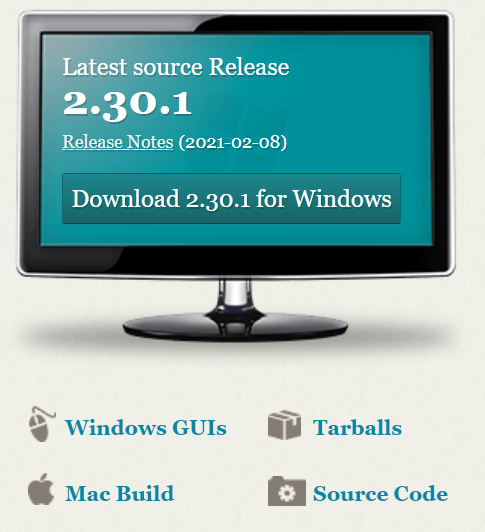 Latest source Release
2.30.1
Release Notes (2021-02-08)
Download 2.30.1 for Windows
Windows GUIs
Tarballs
Mac Build
Source Code